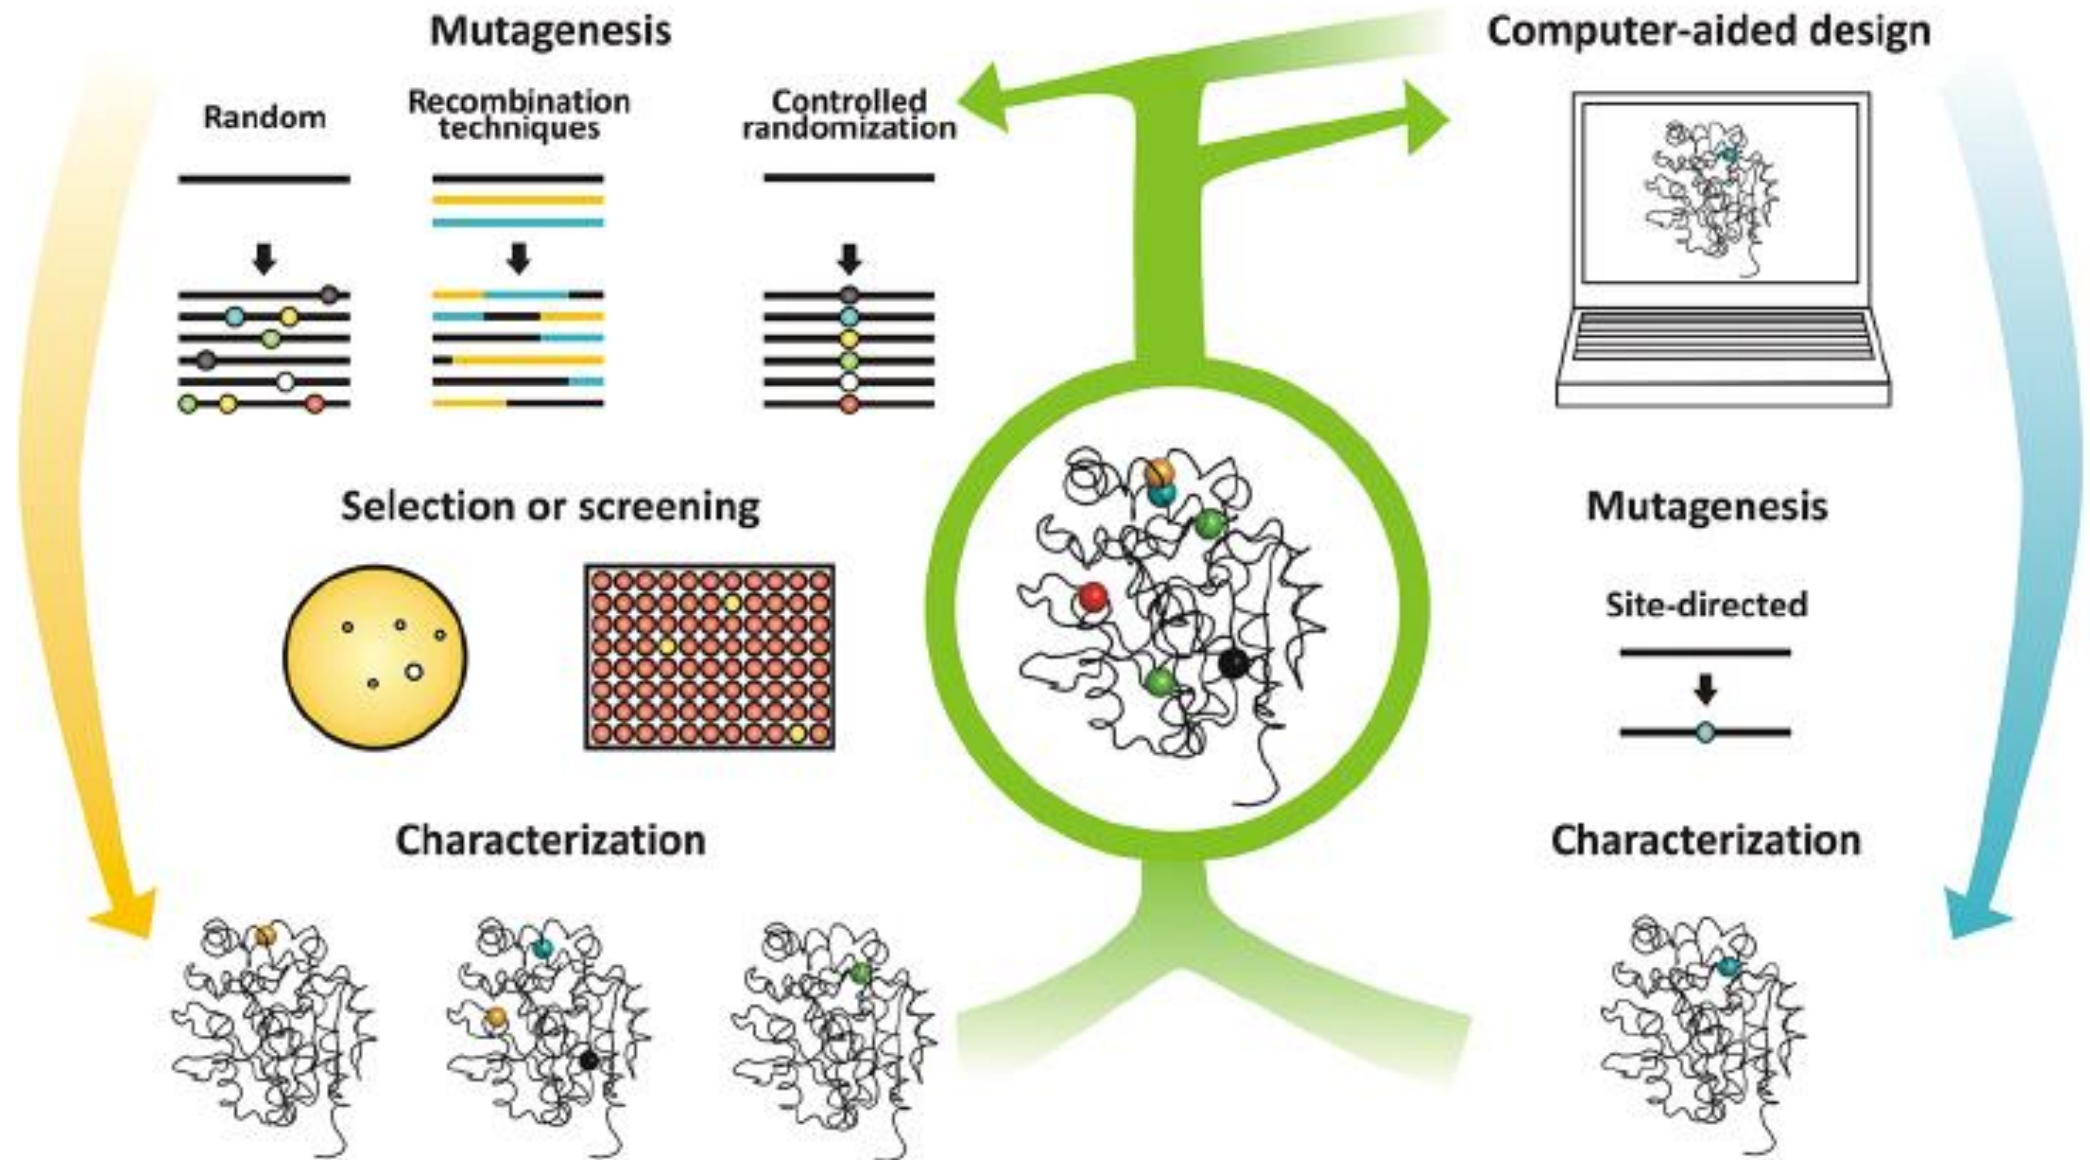 Mutagenesis
Random
Recombination
techniques
Controlled
randomization
Selection or screening
Characterization
Computer-aided design
Mutagenesis
Site-directed
Characterization